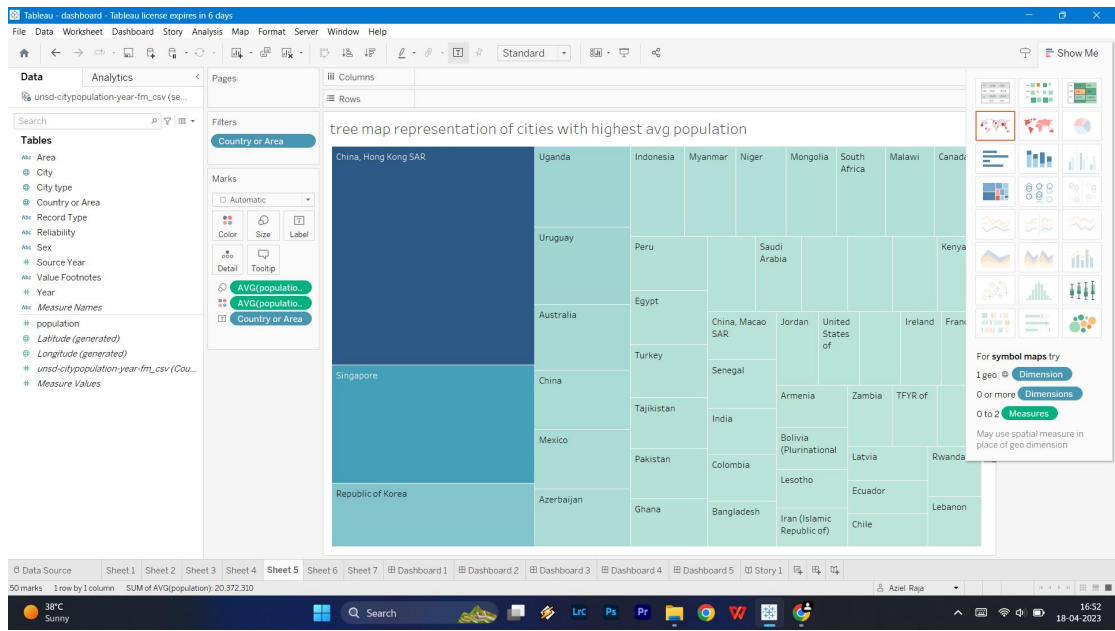 Tableau - dashboard - Tableau license expires in 6 days
File Data Worksheet Dashboard Story Analysis Map Format Server Window Help
Standard
Show Me
Data Analytics
unsd-citypopulation-year-fm_csv (se...
Search
Tables
Abc Area
City
City type
Country or Area
Abc Record Type
Abc Reliability
Abc Sex
# Source Year
Abc Value Footnotes
# Year
Abc Measure Names
# population
Latitude (generated)
Longitude (generated)
# unsd-citypopulation-year-fm_csv (Cou...
# Measure Values
Pages
Filters
Country or Area
Marks
Automatic
Color Size Label
Detail Tooltip
AVG(populatio..
AVG(populatio..
Country or Area
Columns
Rows
tree map representation of cities with highest avg population
China, Hong Kong SAR
Singapore
Republic of Korea
Uganda
Uruguay
Australia
China
Mexico
Azerbaijan
Indonesia
Myanmar
Niger
Mongolia
South
Africa
Malawi
Canada
Peru
Saudi
Arabia
Kenya
Egypt
Turkey
Tajikistan
Pakistan
Ghana
China, Macao
SAR
Senegal
India
Colombia
Bangladesh
Jordan
United
States
of
Ireland
Armenia
Zambia
TFYR of
Bolivia
(Plurinational
Lesotho
Iran (Islamic
Republic of)
Latvia
Rwanda
Ecuador
Chile
Lebanon
For symbol maps try
1 geo Dimension
0 or more Dimensions
0 to 2 Measures
May use spatial measure in
place of geo dimension
Data Source Sheet 1 Sheet 2 Sheet 3 Sheet 4 Sheet 5 Sheet 6 Sheet 7 Dashboard 1 Dashboard 2 Dashboard 3 Dashboard 4 Dashboard 5 Story 1
50 marks 1 row by 1 column SUM of AVG(population): 20,372,310
Aziel Raja
38°C
Sunny
Search
Lrc Ps Pr
16:52
18-04-2023